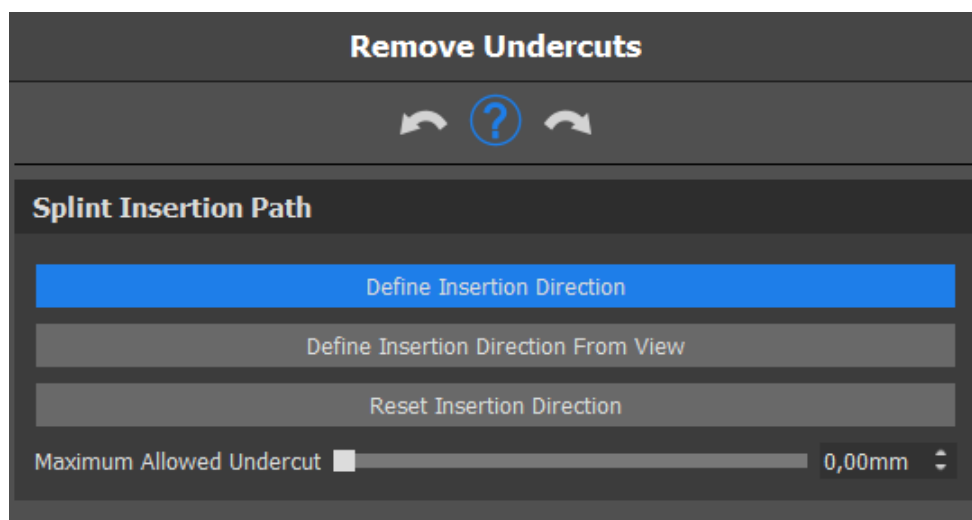 Remove Undercuts
?
Splint Insertion Path
Define Insertion Direction
Define Insertion Direction From View
Reset Insertion Direction
Maximum Allowed Undercut 0,00mm